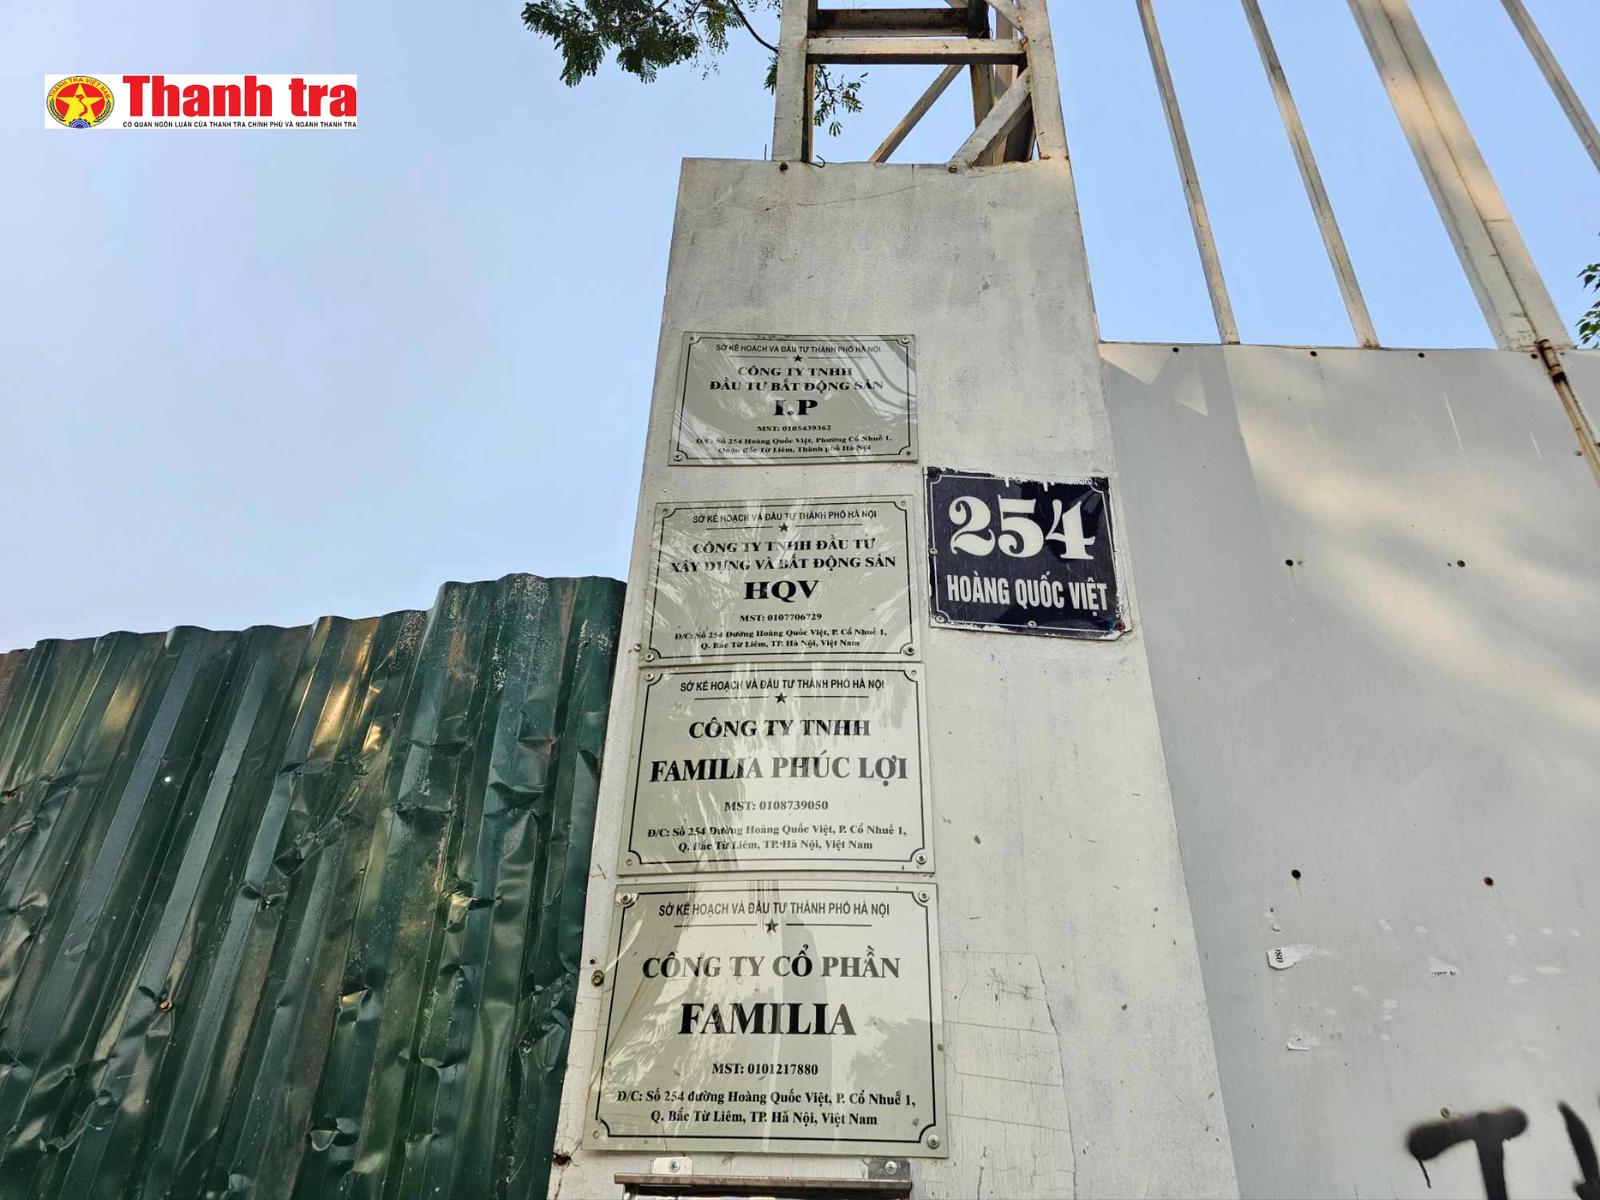 Thanh tra
CƠ QUAN NGÔN LUẬN CỦA THANH TRA CHÍNH PHỦ VÀ NGÀNH THANH TRA
SỞ KẾ HOẠCH VÀ ĐẦU TƯ THÀNH PHỐ HÀ NỘI
CÔNG TY TNHH
ĐẦU TƯ BẤT ĐỘNG SẢN
I.P
MST: 0105439362
Đ/C: Số 254 Hoàng Quốc Việt, Phường Cổ Nhuế 1,
Quận Bắc Từ Liêm, Thành phố Hà Nội
SỞ KẾ HOẠCH VÀ ĐẦU TƯ THÀNH PHỐ HÀ NỘI
CÔNG TY TNHH ĐẦU TƯ
XÂY DỰNG VÀ BẤT ĐỘNG SẢN
HQV
MST: 0107706729
Đ/C: Số 254 Đường Hoàng Quốc Việt, P. Cổ Nhuế 1,
Q. Bắc Từ Liêm, TP. Hà Nội, Việt Nam
254
HOÀNG QUỐC VIỆT
SỞ KẾ HOẠCH VÀ ĐẦU TƯ THÀNH PHỐ HÀ NỘI
CÔNG TY TNHH
FAMILIA PHÚC LỢI
MST: 0108739050
Đ/C: Số 254 Đường Hoàng Quốc Việt, P. Cổ Nhuế 1,
Q. Bắc Từ Liêm, TP. Hà Nội, Việt Nam
SỞ KẾ HOẠCH VÀ ĐẦU TƯ THÀNH PHỐ HÀ NỘI
CÔNG TY CỔ PHẦN
FAMILIA
MST: 0101217880
Đ/C: Số 254 đường Hoàng Quốc Việt, P. Cổ Nhuế 1,
Q. Bắc Từ Liêm, TP. Hà Nội, Việt Nam